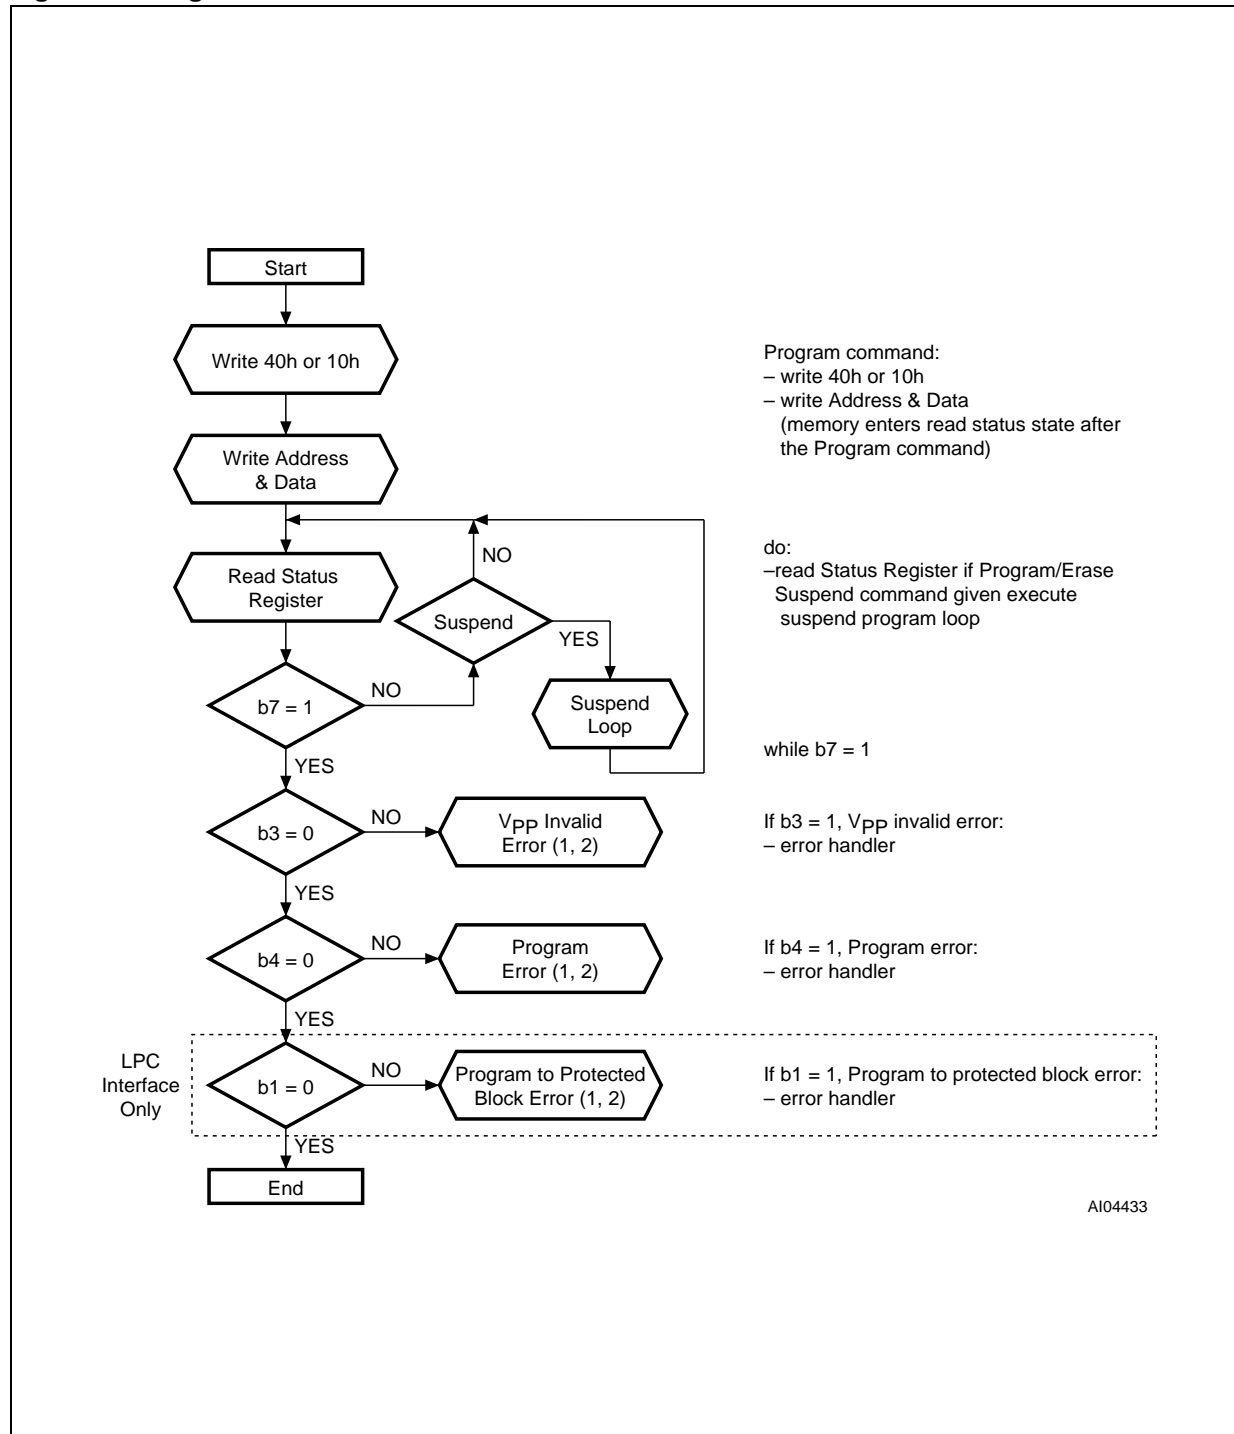 Start
Write 40h or 10h
Program command:
– write 40h or 10h
– write Address & Data
(memory enters read status state after
the Program command)
Write Address
& Data
NO
do:
–read Status Register if Program/Erase
Suspend command given execute
suspend program loop
Read Status
Register
Suspend
YES
NO
b7 = 1
Suspend
Loop
while b7 = 1
YES
b3 = 0
NO
VPP Invalid
Error (1, 2)
If b3 = 1, VPP invalid error:
– error handler
YES
b4 = 0
NO
Program
Error (1, 2)
If b4 = 1, Program error:
– error handler
YES
LPC
Interface
Only
b1 = 0
NO
Program to Protected
Block Error (1, 2)
If b1 = 1, Program to protected block error:
– error handler
YES
End
AI04433